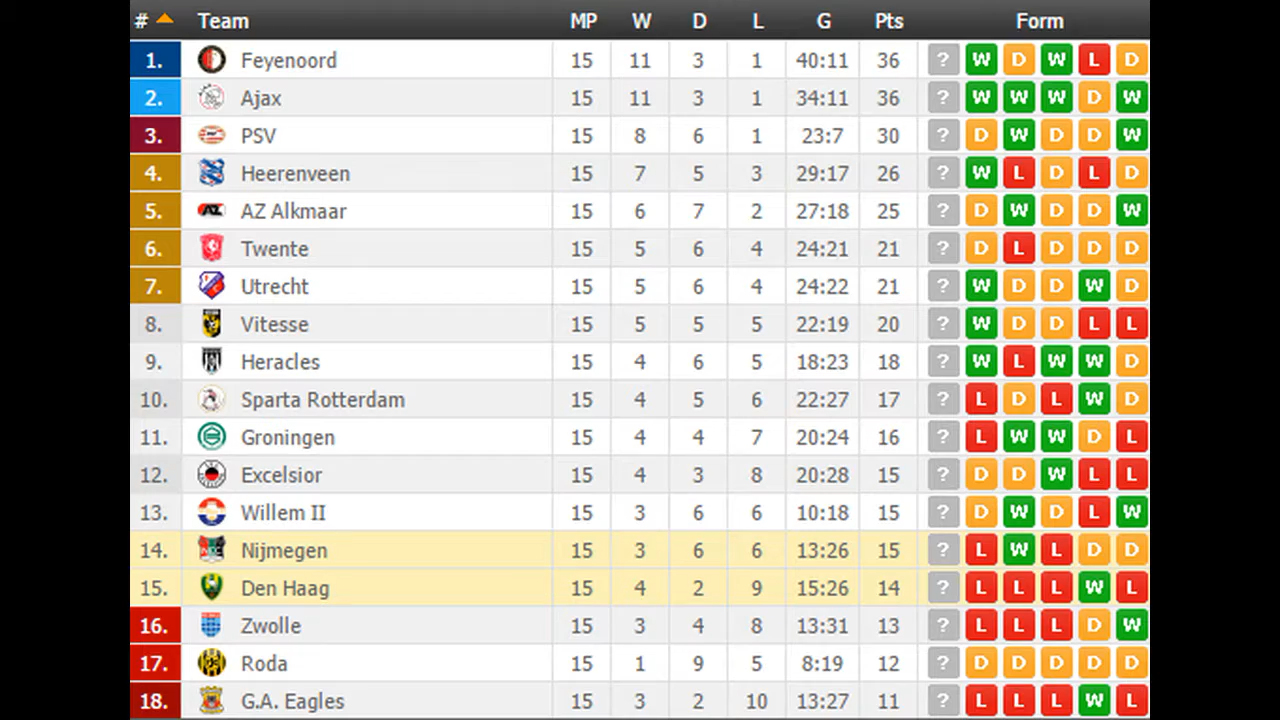 # Team MP W D L G Pts Form
1. Feyenoord 15 11 3 1 40:11 36 ? W D W L D
2. Ajax 15 11 3 1 34:11 36 ? W W W D W
3. PSV 15 8 6 1 23:7 30 ? D W D D W
4. Heerenveen 15 7 5 3 29:17 26 ? W L D L D
5. AZ Alkmaar 15 6 7 2 27:18 25 ? D W D D W
6. Twente 15 5 6 4 24:21 21 ? D L D D D
7. Utrecht 15 5 6 4 24:22 21 ? W D D W D
8. Vitesse 15 5 5 5 22:19 20 ? W D D L L
9. Heracles 15 4 6 5 18:23 18 ? W L W W D
10. Sparta Rotterdam 15 4 5 6 22:27 17 ? L D L W D
11. Groningen 15 4 4 7 20:24 16 ? L W W D L
12. Excelsior 15 4 3 8 20:28 15 ? D D W L L
13. Willem II 15 3 6 6 10:18 15 ? D W D L W
14. Nijmegen 15 3 6 6 13:26 15 ? L W L D D
15. Den Haag 15 4 2 9 15:26 14 ? L L L W L
16. Zwolle 15 3 4 8 13:31 13 ? L L L D W
17. Roda 15 1 9 5 8:19 12 ? D D D D D
18. G.A. Eagles 15 3 2 10 13:27 11 ? L L L W L